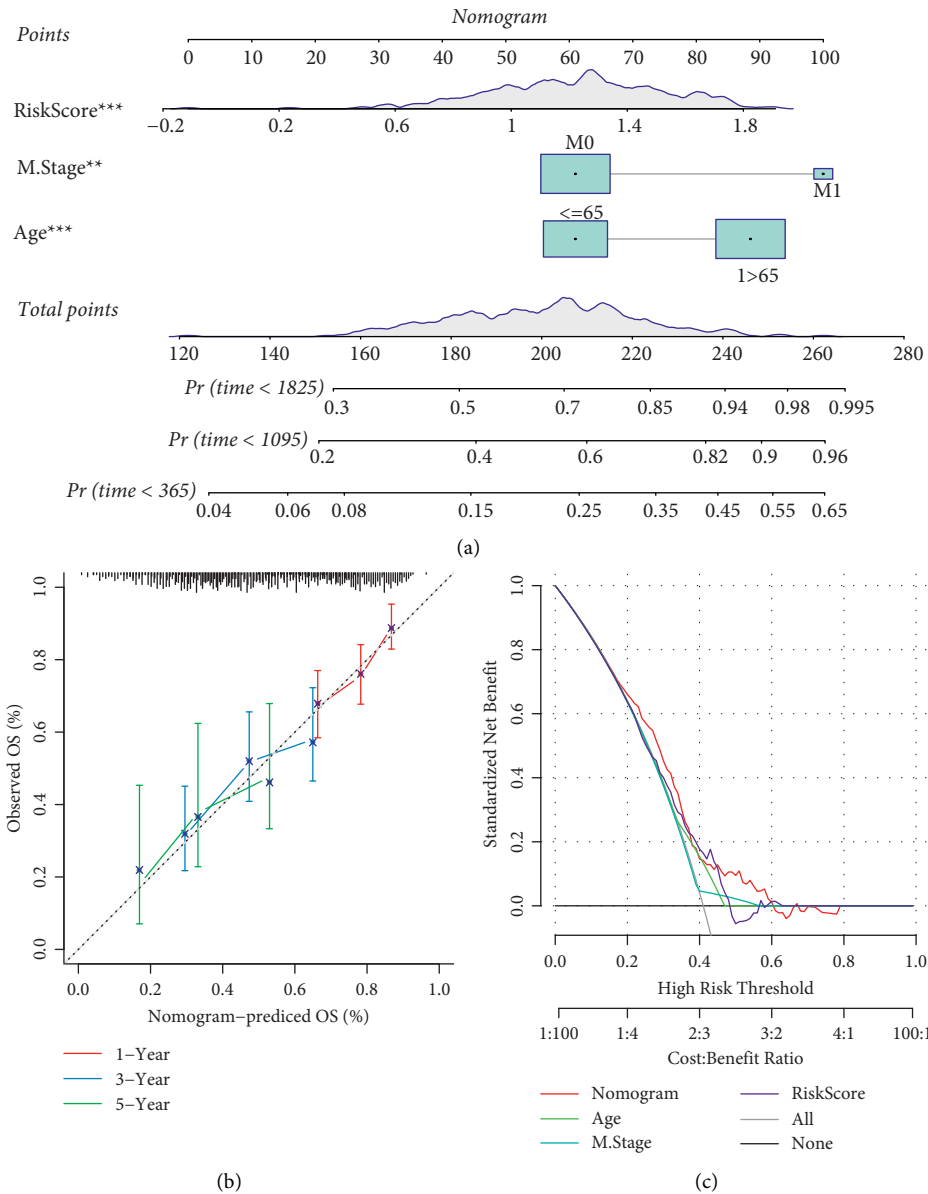 Nomogram
Points
0 10 20 30 40 50 60 70 80 90 100
RiskScore***
−0.2 0.2 0.6 1 1.4 1.8
M.Stage**
M0
M1
Age***
<=65
1>65
Total points
120 140 160 180 200 220 240 260 280
Pr (time < 1825)
0.3 0.5 0.7 0.85 0.94 0.98 0.995
Pr (time < 1095)
0.2 0.4 0.6 0.82 0.9 0.96
Pr (time < 365)
0.04 0.06 0.08 0.15 0.25 0.35 0.45 0.55 0.65
(a)
Observed OS (%)
1.0
0.8
0.6
0.4
0.2
0.0
0.0 0.2 0.4 0.6 0.8 1.0
Nomogram−prediced OS (%)
1−Year
3−Year
5−Year
(b)
Standardized Net Benefit
1.0
0.8
0.6
0.4
0.2
0.0
0.0 0.2 0.4 0.6 0.8 1.0
High Risk Threshold
1:100 1:4 2:3 3:2 4:1 100:1
Cost:Benefit Ratio
Nomogram
Age
M.Stage
RiskScore
All
None
(c)